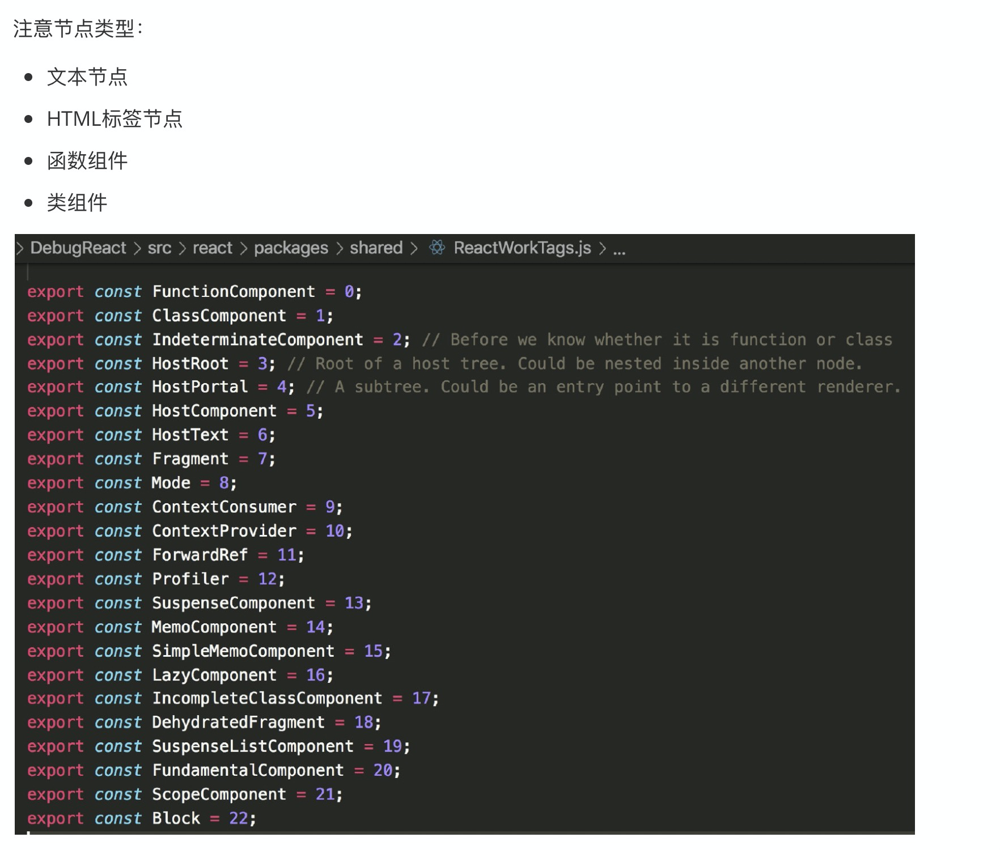 注意节点类型：
文本节点
HTML标签节点
函数组件
类组件
DebugReact > src > react > packages > shared > ReactWorkTags.js > ...
export const FunctionComponent = 0;
export const ClassComponent = 1;
export const IndeterminateComponent = 2; // Before we know whether it is function or class
export const HostRoot = 3; // Root of a host tree. Could be nested inside another node.
export const HostPortal = 4; // A subtree. Could be an entry point to a different renderer.
export const HostComponent = 5;
export const HostText = 6;
export const Fragment = 7;
export const Mode = 8;
export const ContextConsumer = 9;
export const ContextProvider = 10;
export const ForwardRef = 11;
export const Profiler = 12;
export const SuspenseComponent = 13;
export const MemoComponent = 14;
export const SimpleMemoComponent = 15;
export const LazyComponent = 16;
export const IncompleteClassComponent = 17;
export const DehydratedFragment = 18;
export const SuspenseListComponent = 19;
export const FundamentalComponent = 20;
export const ScopeComponent = 21;
export const Block = 22;